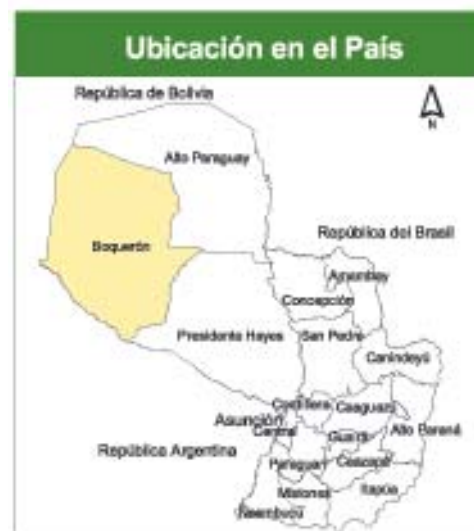 Ubicación en el País
República de Bolivia
N
Alto Paraguay
República del Brasil
Boquerón
Amambay
Concepción
Presidente Hayes
San Pedro
Canindeyú
Cordillera
Caaguazú
Asunción
Central
Guairá
Alto Paraná
República Argentina
Paraguarí
Caazapá
Misiones
Itapúa
Ñeembucú